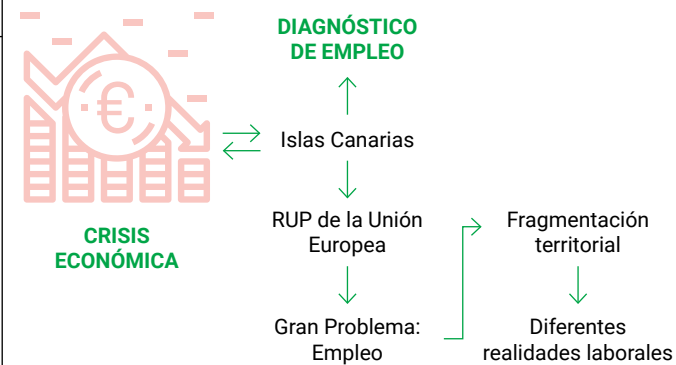 DIAGNÓSTICO
DE EMPLEO
€
Islas Canarias
CRISIS
ECONÓMICA
RUP de la Unión
Europea
Gran Problema:
Empleo
Fragmentación
territorial
Diferentes
realidades laborales